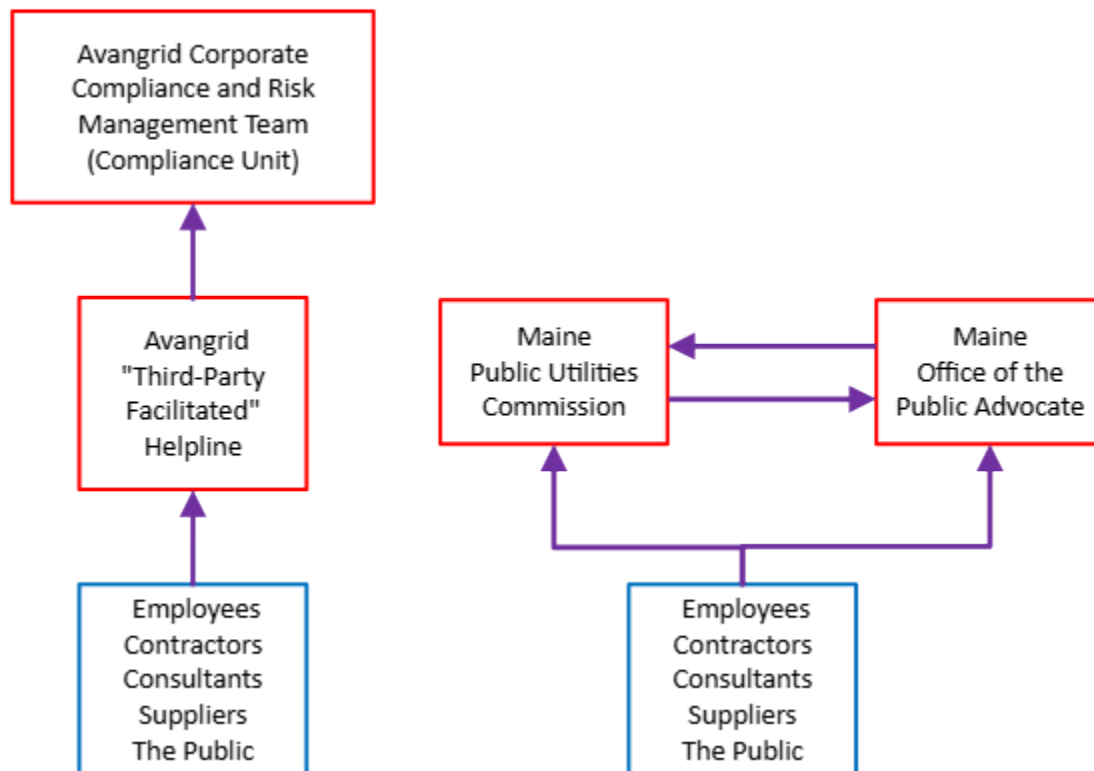 Avangrid Corporate
Compliance and Risk
Management Team
(Compliance Unit)
Avangrid
"Third-Party
Facilitated"
Helpline
Maine
Public Utilities
Commission
Maine
Office of the
Public Advocate
Employees
Contractors
Consultants
Suppliers
The Public
Employees
Contractors
Consultants
Suppliers
The Public